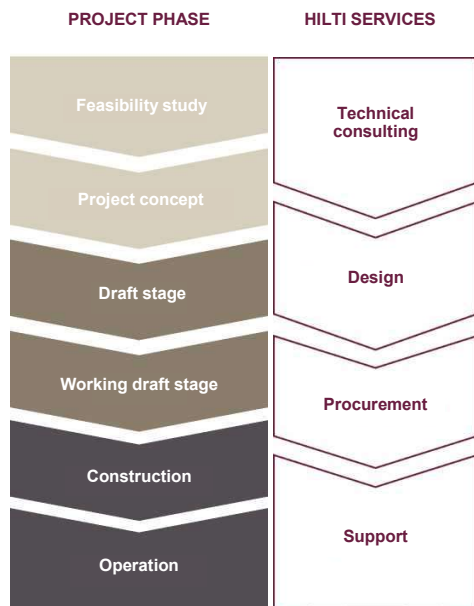 PROJECT PHASE
HILTI SERVICES
Feasibility study
Technical
consulting
Project concept
Draft stage
Design
Working draft stage
Procurement
Construction
Support
Operation